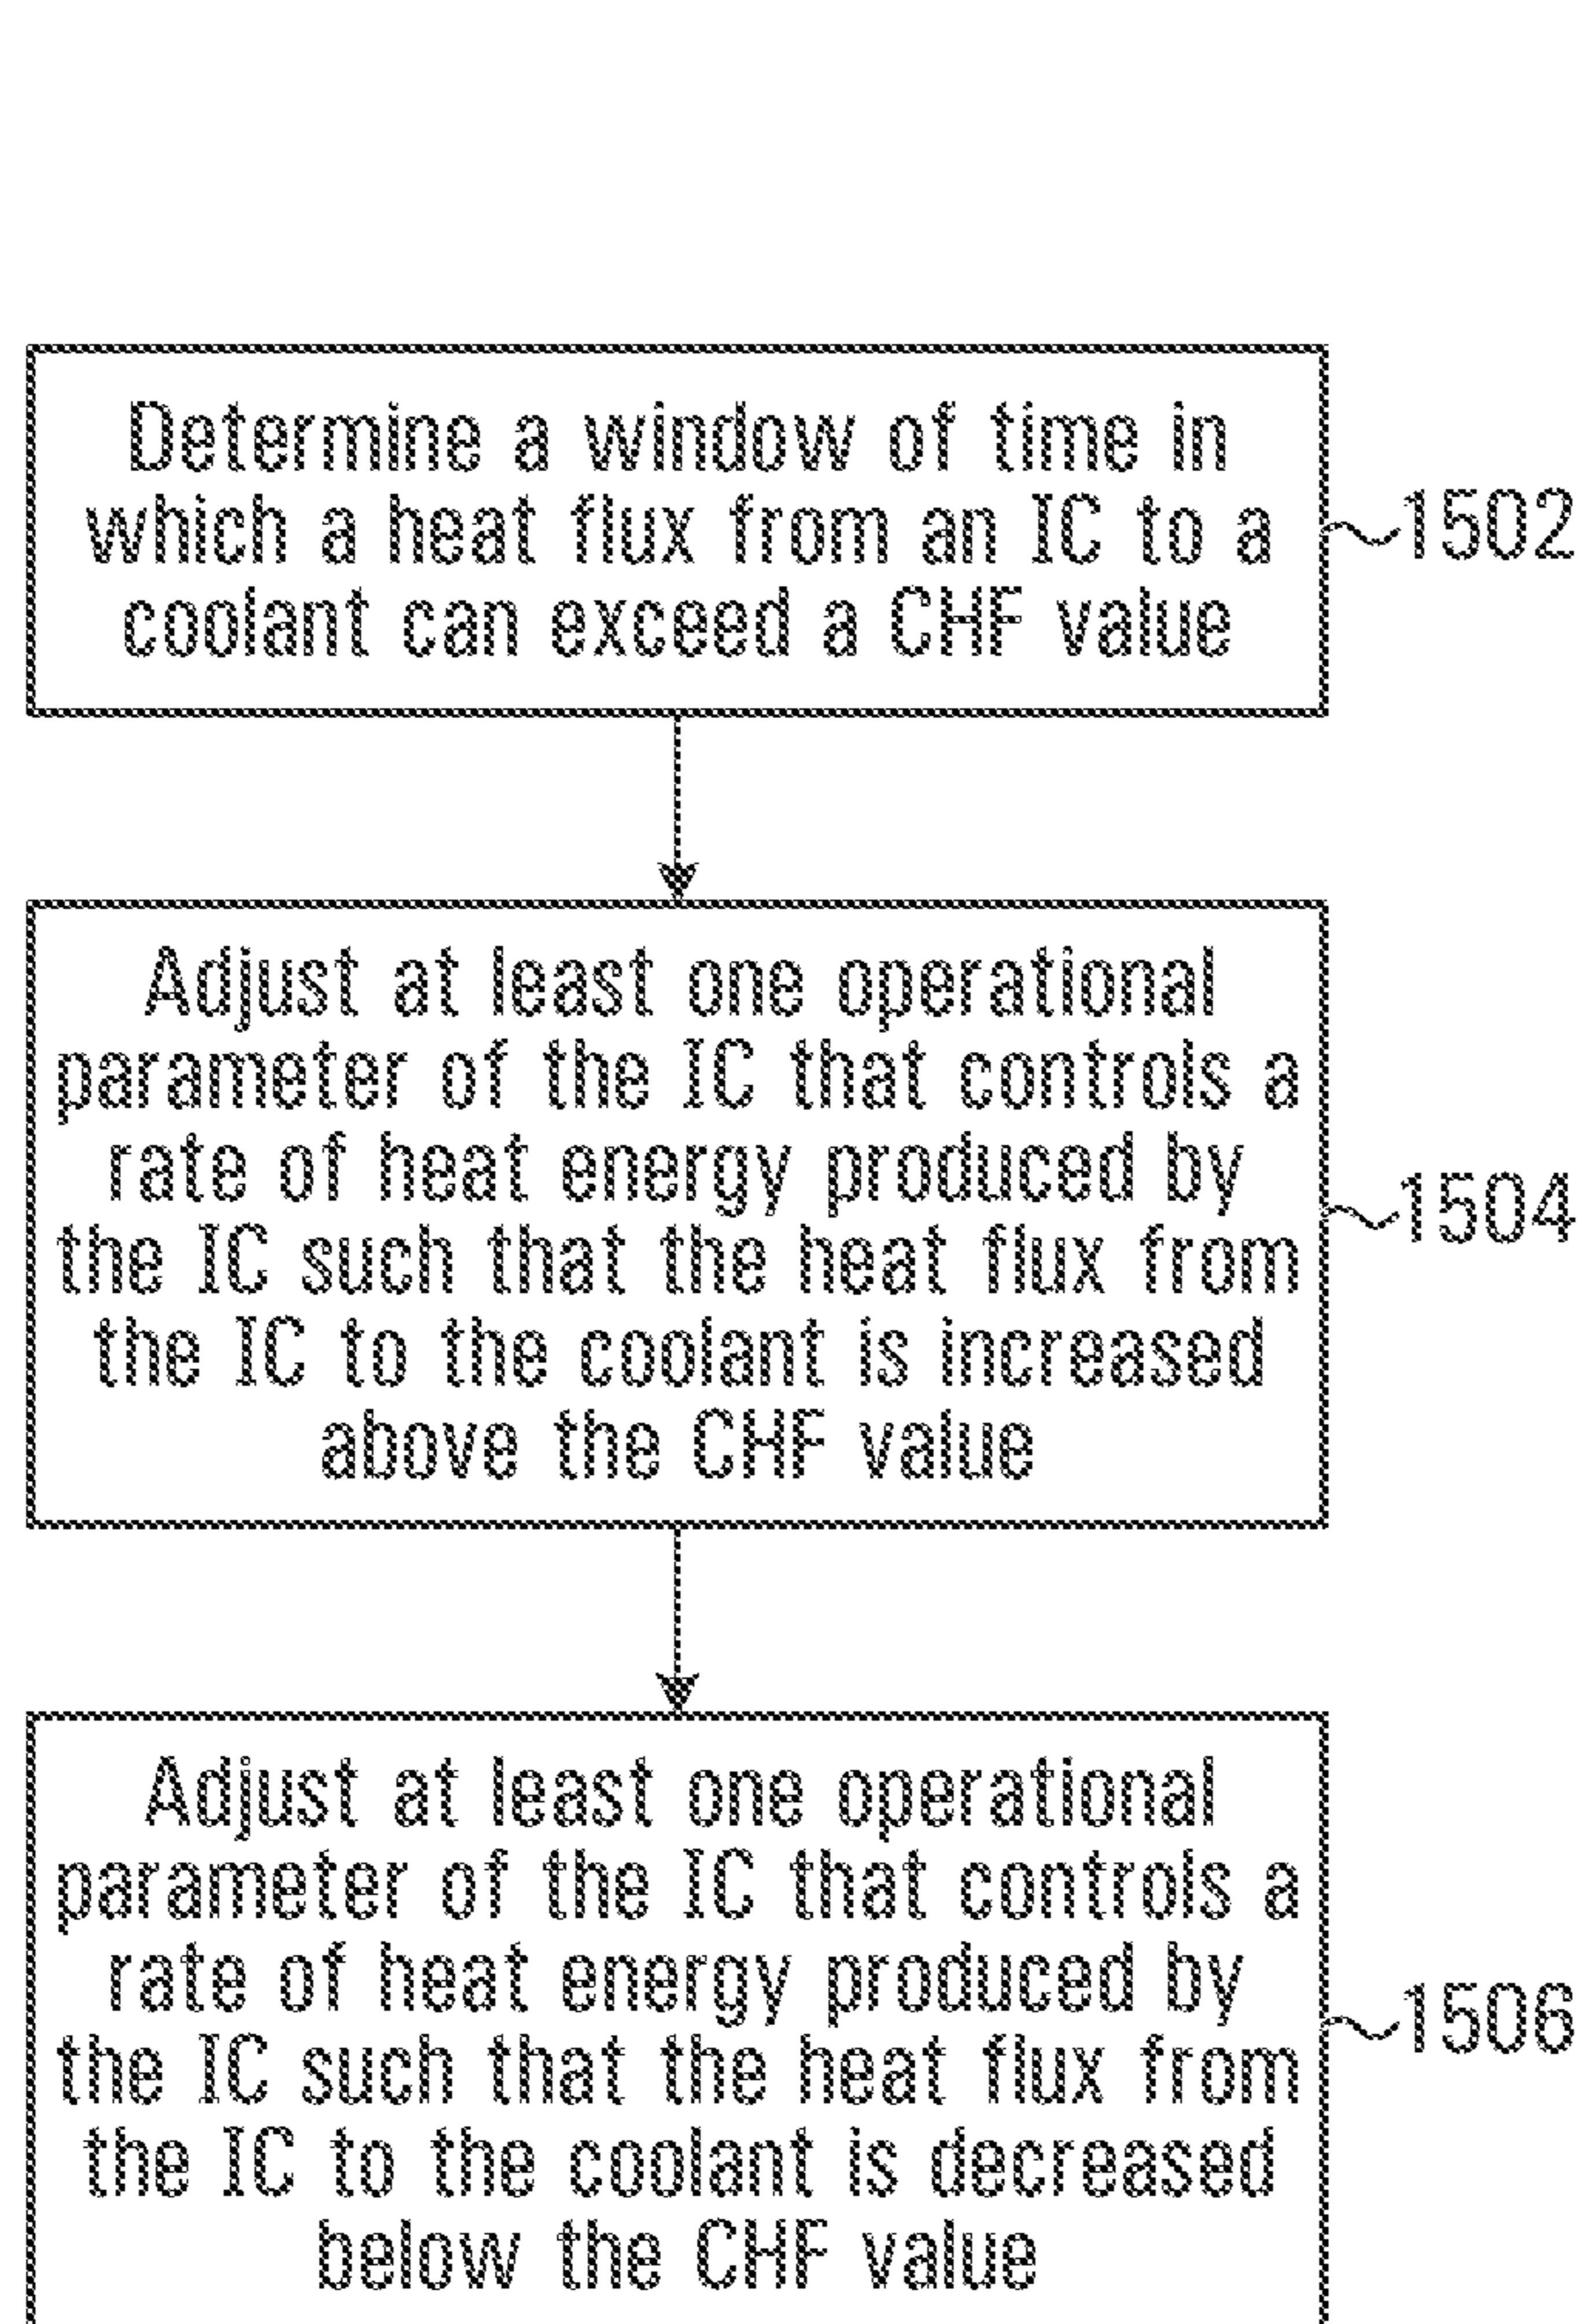 Determine a window of time in
which a heat flux from an IC to a
coolant can exceed a CHF value
1502
Adjust at least one operational
parameter of the IC that controls a
rate of heat energy produced by
the IC such that the heat flux from
the IC to the coolant is increased
above the CHF value
1504
Adjust at least one operational
parameter of the IC that controls a
rate of heat energy produced by
the IC such that the heat flux from
the IC to the coolant is decreased
below the CHF value
1506